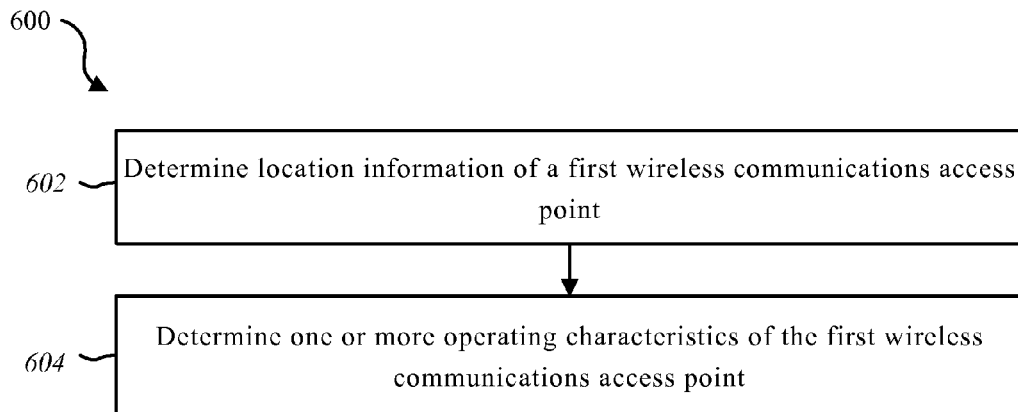 600
602
Determine location information of a first wireless communications access
point
604
Determine one or more operating characteristics of the first wireless
communications access point